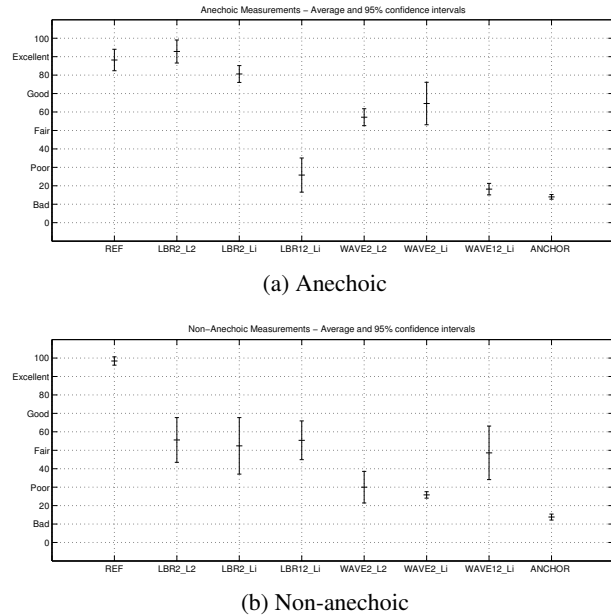 Anechoic Measurements - Average and 95% confidence intervals
100
Excellent
80
Good
60
Fair
40
Poor
20
Bad
0
REF LBR2_L2 LBR2_Li LBR12_Li WAVE2_L2 WAVE2_Li WAVE12_Li ANCHOR
(a) Anechoic
Non-Anechoic Measurements - Average and 95% confidence intervals
100
Excellent
80
Good
60
Fair
40
Poor
20
Bad
0
REF LBR2_L2 LBR2_Li LBR12_Li WAVE2_L2 WAVE2_Li WAVE12_Li ANCHOR
(b) Non-anechoic